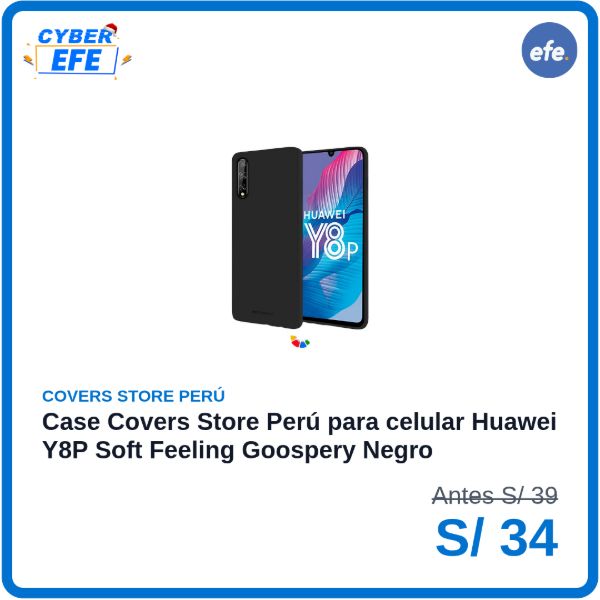 CYBER
EFE
efe.
HUAWEI
Y8P
COVERS STORE PERÚ
Case Covers Store Perú para celular Huawei
Y8P Soft Feeling Goospery Negro
Antes S/ 39
S/ 34